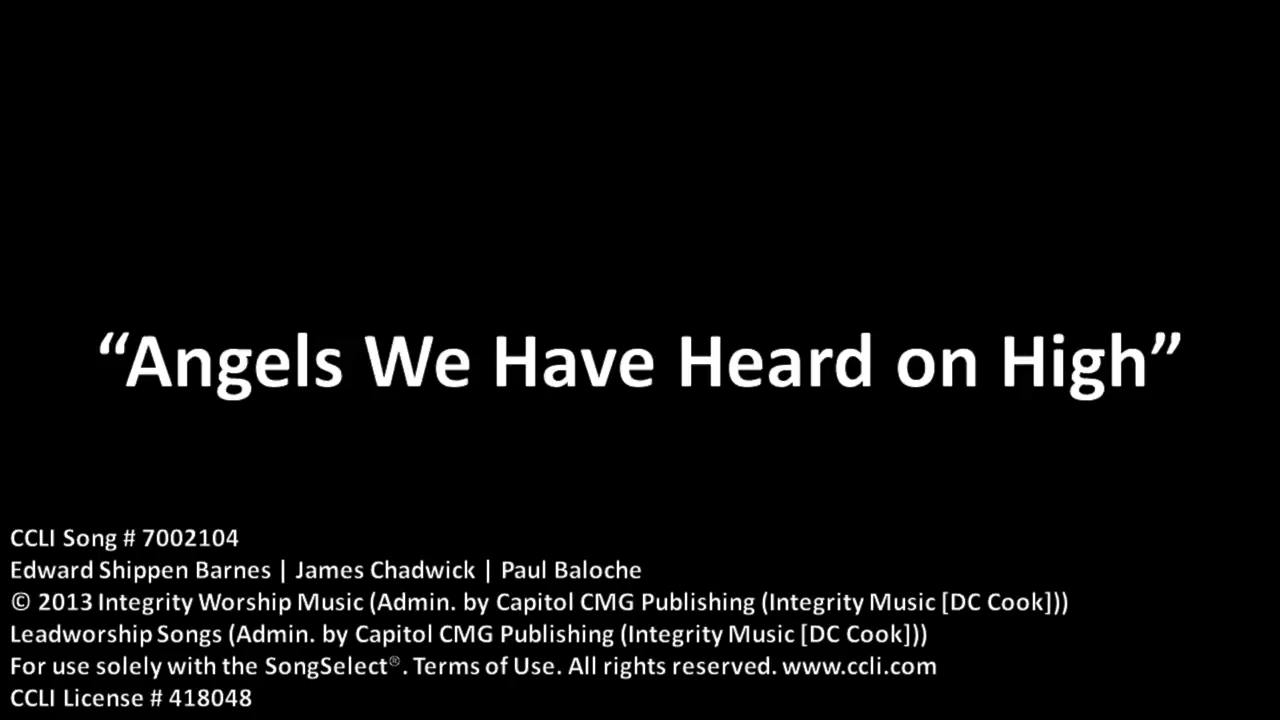 “Angels We Have Heard on High”
CCLI Song # 7002104
Edward Shippen Barnes | James Chadwick | Paul Baloche
© 2013 Integrity Worship Music (Admin. by Capitol CMG Publishing (Integrity Music [DC Cook]))
Leadworship Songs (Admin. by Capitol CMG Publishing (Integrity Music [DC Cook]))
For use solely with the SongSelect®. Terms of Use. All rights reserved. www.ccli.com
CCLI License # 418048